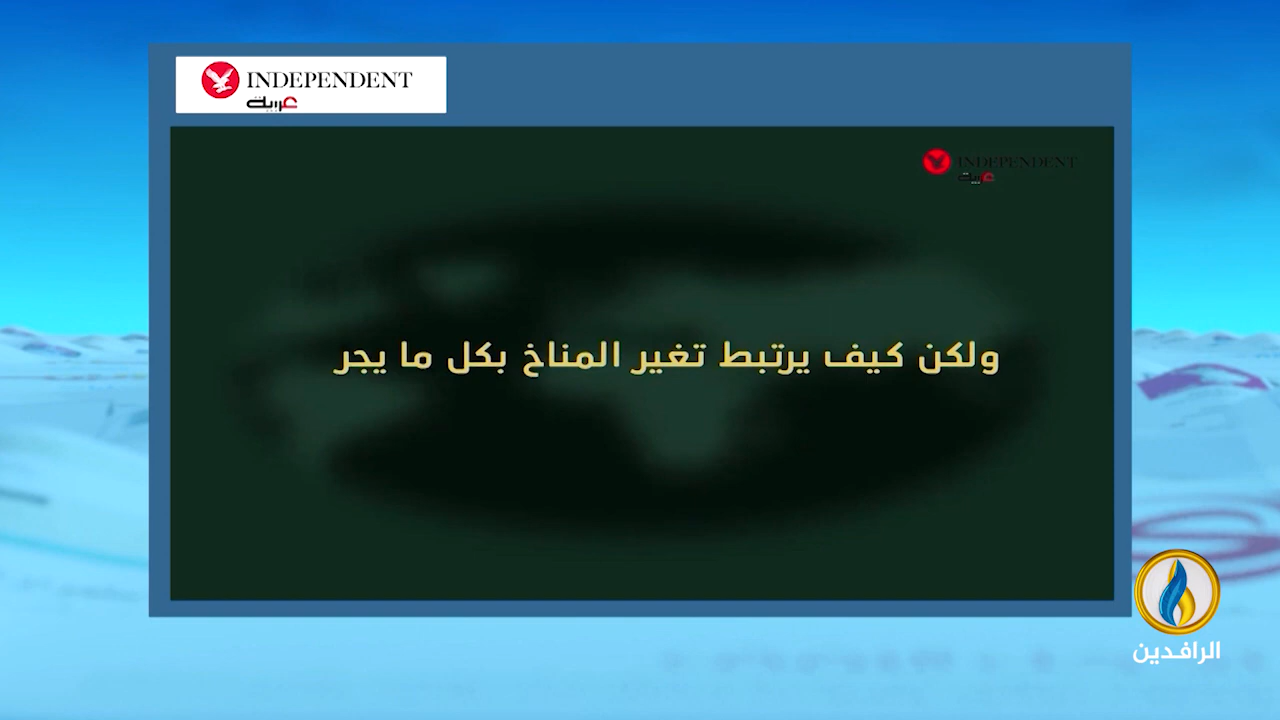 INDEPENDENT
عربية
INDEPENDENT
عربية
ولكن كيف يرتبط تغير المناخ بكل ما يجر
الرافدين